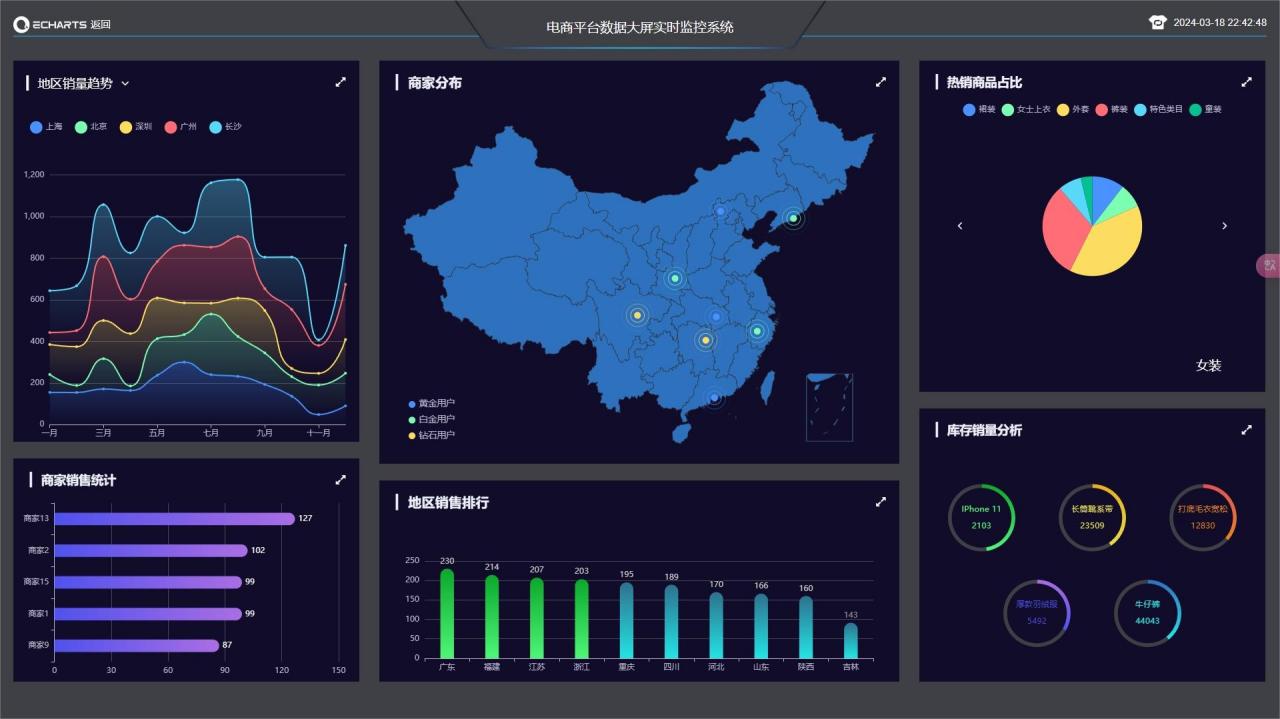 ECHARTS 返回
电商平台数据大屏实时监控系统
2024-03-18 22:42:48
地区销量趋势
上海 北京 深圳 广州 长沙
1,200
1,000
800
600
400
200
0
一月 三月 五月 七月 九月 十一月
商家销售统计
商家13 127
商家2 102
商家15 99
商家1 99
商家9 87
0 30 60 90 120 150
商家分布
黄金用户
白金用户
钻石用户
地区销售排行
250
200
150
100
50
0
230 214 207 203 195 189 170 166 160 143
广东 福建 江苏 浙江 重庆 四川 河北 山东 陕西 吉林
热销商品占比
裙装 女士上衣 外套 裤装 特色类目 童装
女装
库存销量分析
IPhone 11
2103
长筒靴系带
23509
打底毛衣宽松
12830
厚款羽绒服
5492
牛仔裤
44043